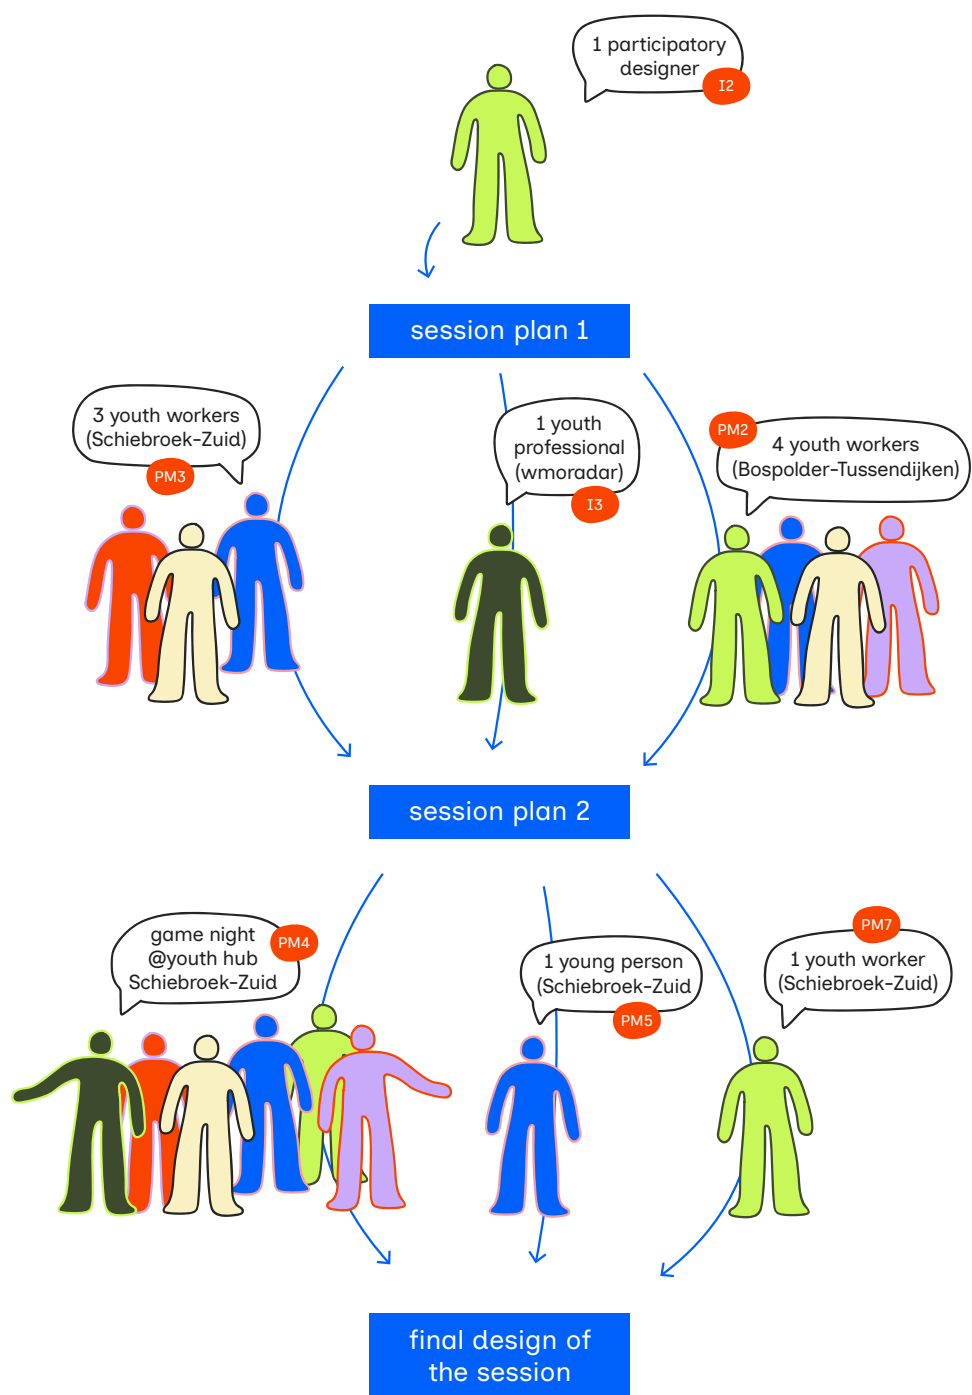 1 participatory
designer
I2
session plan 1
3 youth workers
(Schiebroek-Zuid)
PM3
1 youth
professional
(wmoradar)
I3
PM2
4 youth workers
(Bospolder-Tussendijken)
session plan 2
game night
@youth hub
Schiebroek-Zuid
PM4
1 young person
(Schiebroek-Zuid
PM5
PM7
1 youth worker
(Schiebroek-Zuid)
final design of
the session